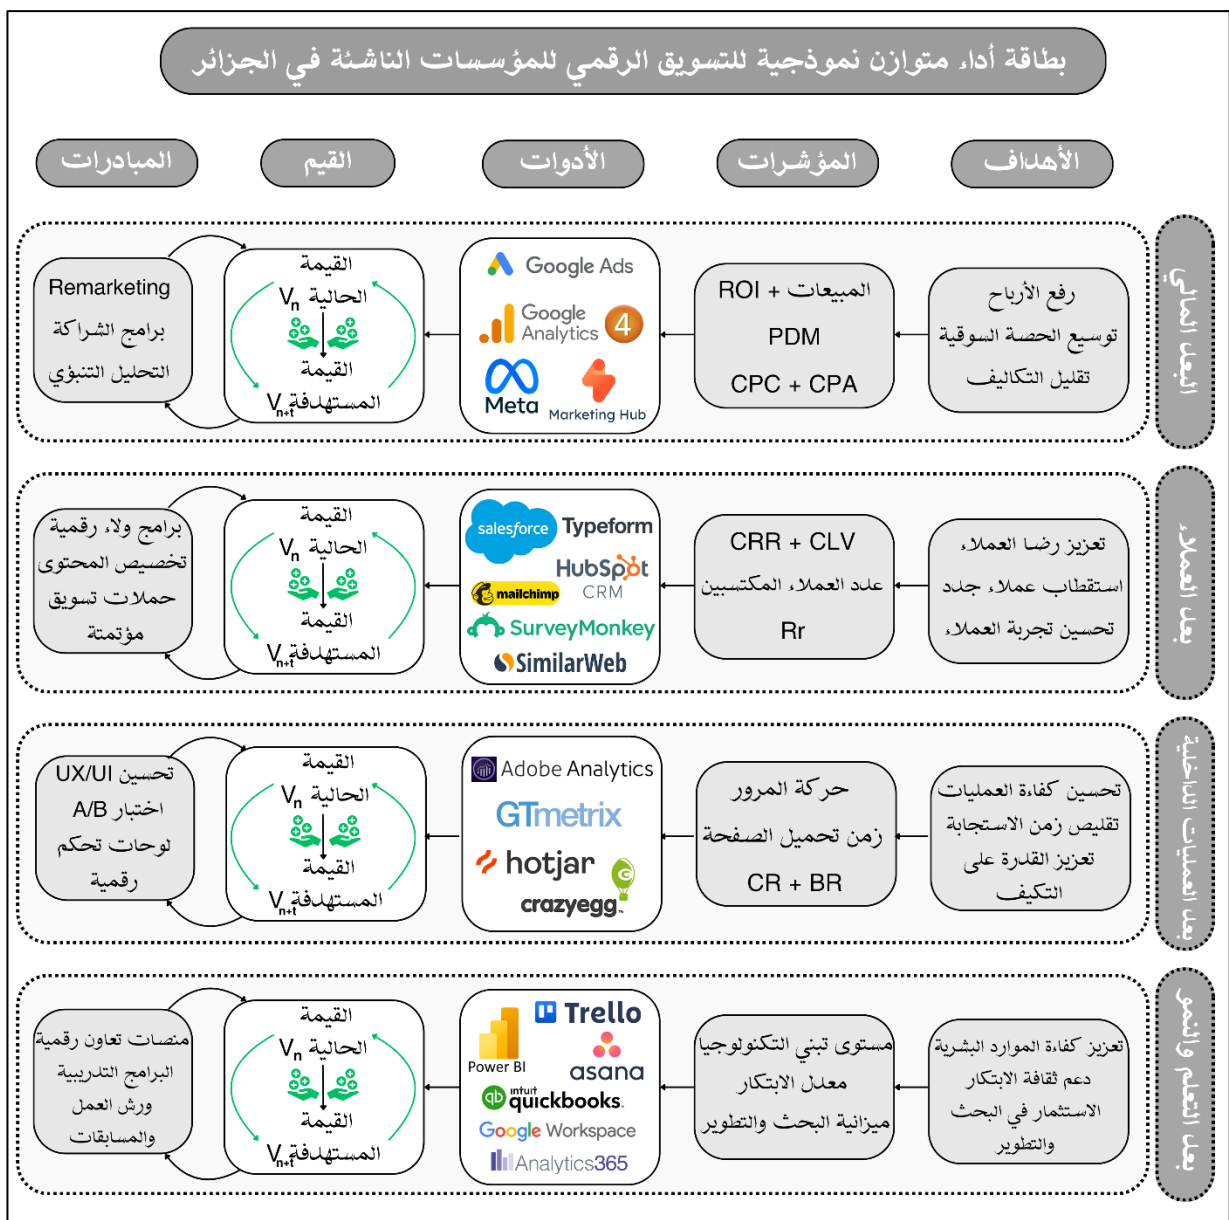 بطاقة أداء متوازن نموذجية للتسويق الرقمي للمؤسسات الناشئة في الجزائر
الأهداف
المؤشرات
الأدوات
القيم
المبادرات
البعد المالي
رفع الأرباح
توسيع الحصة السوقية
تقليل التكاليف
المبيعات + ROI
PDM
CPC + CPA
Google Ads
Google
Analytics
4
Meta
Marketing Hub
القيمة
الحالية Vn
القيمة
المستهدفة Vn+t
Remarketing
برامج الشراكة
التحليل التنبؤي
بعد العملاء
تعزيز رضا العملاء
استقطاب عملاء جدد
تحسين تجربة العملاء
CRR + CLV
عدد العملاء المكتسبين
Rr
salesforce
Typeform
HubSpot
CRM
mailchimp
SurveyMonkey
SimilarWeb
القيمة
الحالية Vn
القيمة
المستهدفة Vn+t
برامج ولاء رقمية
تخصيص المحتوى
حملات تسويق
مؤتمتة
بعد العمليات الداخلية
تحسين كفاءة العمليات
تقليص زمن الاستجابة
تعزيز القدرة على
التكيف
حركة المرور
زمن تحميل الصفحة
CR + BR
Adobe Analytics
GTmetrix
hotjar
crazyegg™
القيمة
الحالية Vn
القيمة
المستهدفة Vn+t
تحسين UX/UI
اختبار A/B
لوحات تحكم
رقمية
بعد التعلم والنمو
تعزيز كفاءة الموارد البشرية
دعم ثقافة الابتكار
الاستثمار في البحث
والتطوير
مستوى تبني التكنولوجيا
معدل الابتكار
ميزانية البحث والتطوير
Trello
Power BI
asana
intuit
qb quickbooks.
Google Workspace
Analytics365
القيمة
الحالية Vn
القيمة
المستهدفة Vn+t
منصات تعاون رقمية
البرامج التدريبية
ورش العمل
والمسابقات